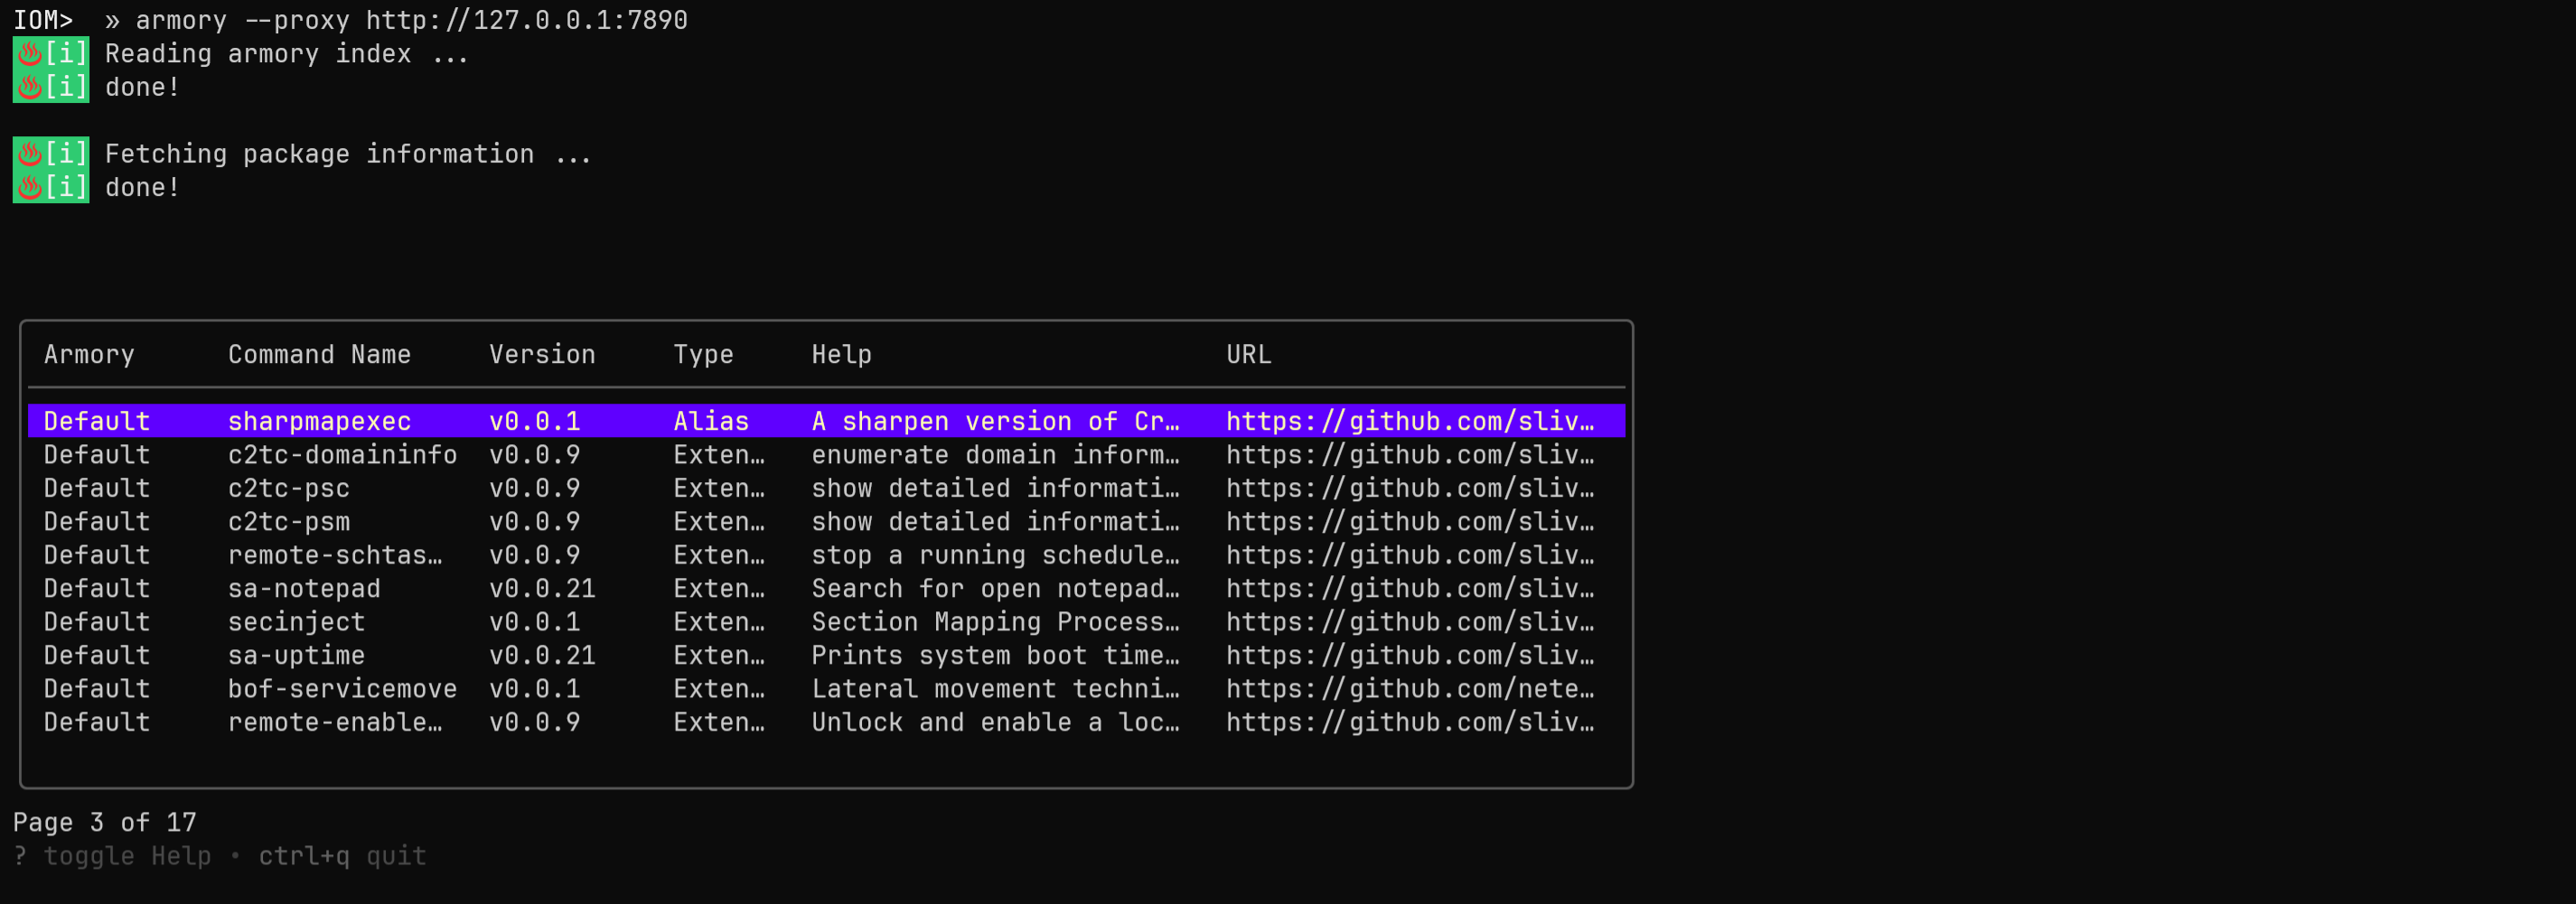 IOM>  » armory --proxy http://127.0.0.1:7890
♨[i] Reading armory index ...
♨[i] done!
♨[i] Fetching package information ...
♨[i] done!
Armory Command Name Version Type Help URL
Default sharpmapexec v0.0.1 Alias A sharpen version of Cr… https://github.com/sliv…
Default c2tc-domaininfo v0.0.9 Exten… enumerate domain inform… https://github.com/sliv…
Default c2tc-psc v0.0.9 Exten… show detailed informati… https://github.com/sliv…
Default c2tc-psm v0.0.9 Exten… show detailed informati… https://github.com/sliv…
Default remote-schtas… v0.0.9 Exten… stop a running schedule… https://github.com/sliv…
Default sa-notepad v0.0.21 Exten… Search for open notepad… https://github.com/sliv…
Default secinject v0.0.1 Exten… Section Mapping Process… https://github.com/sliv…
Default sa-uptime v0.0.21 Exten… Prints system boot time… https://github.com/sliv…
Default bof-servicemove v0.0.1 Exten… Lateral movement techni… https://github.com/nete…
Default remote-enable… v0.0.9 Exten… Unlock and enable a loc… https://github.com/sliv…
Page 3 of 17
? toggle Help • ctrl+q quit